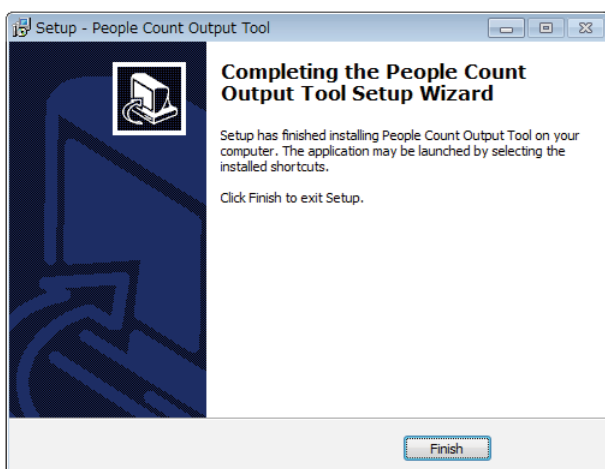 Setup - People Count Output Tool
Completing the People Count
Output Tool Setup Wizard
Setup has finished installing People Count Output Tool on your
computer. The application may be launched by selecting the
installed shortcuts.
Click Finish to exit Setup.
Finish